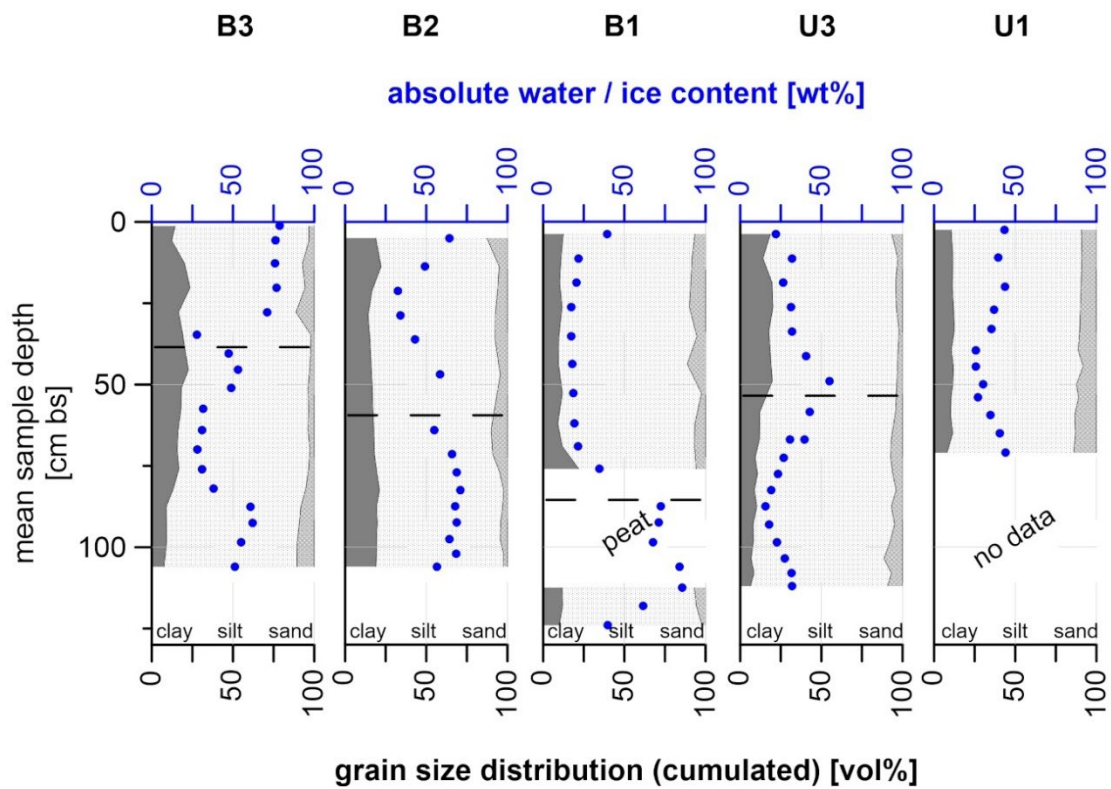 B3 B2 B1 U3 U1
absolute water / ice content [wt%]
0 50 100 0 50 100 0 50 100 0 50 100 0 50 100
0
50
100
mean sample depth
[cm bs]
peat
no data
clay silt sand clay silt sand clay silt sand clay silt sand
0 50 100 0 50 100 0 50 100 0 50 100 0 50 100
grain size distribution (cumulated) [vol%]